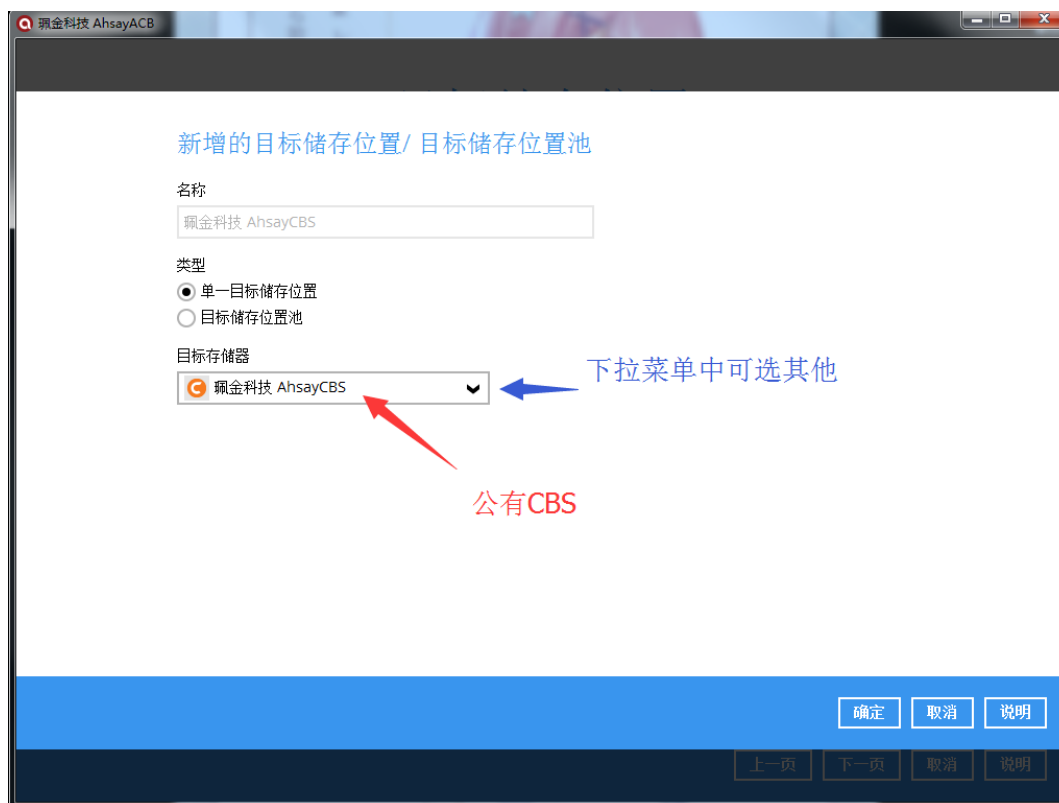 珮金科技 AhsayACB
新增的目标储存位置/ 目标储存位置池
名称
珮金科技 AhsayCBS
类型
单一目标储存位置
目标储存位置池
目标存储器
珮金科技 AhsayCBS
下拉菜单中可选其他
公有CBS
确定 取消 说明
上一页 下一页 取消 说明